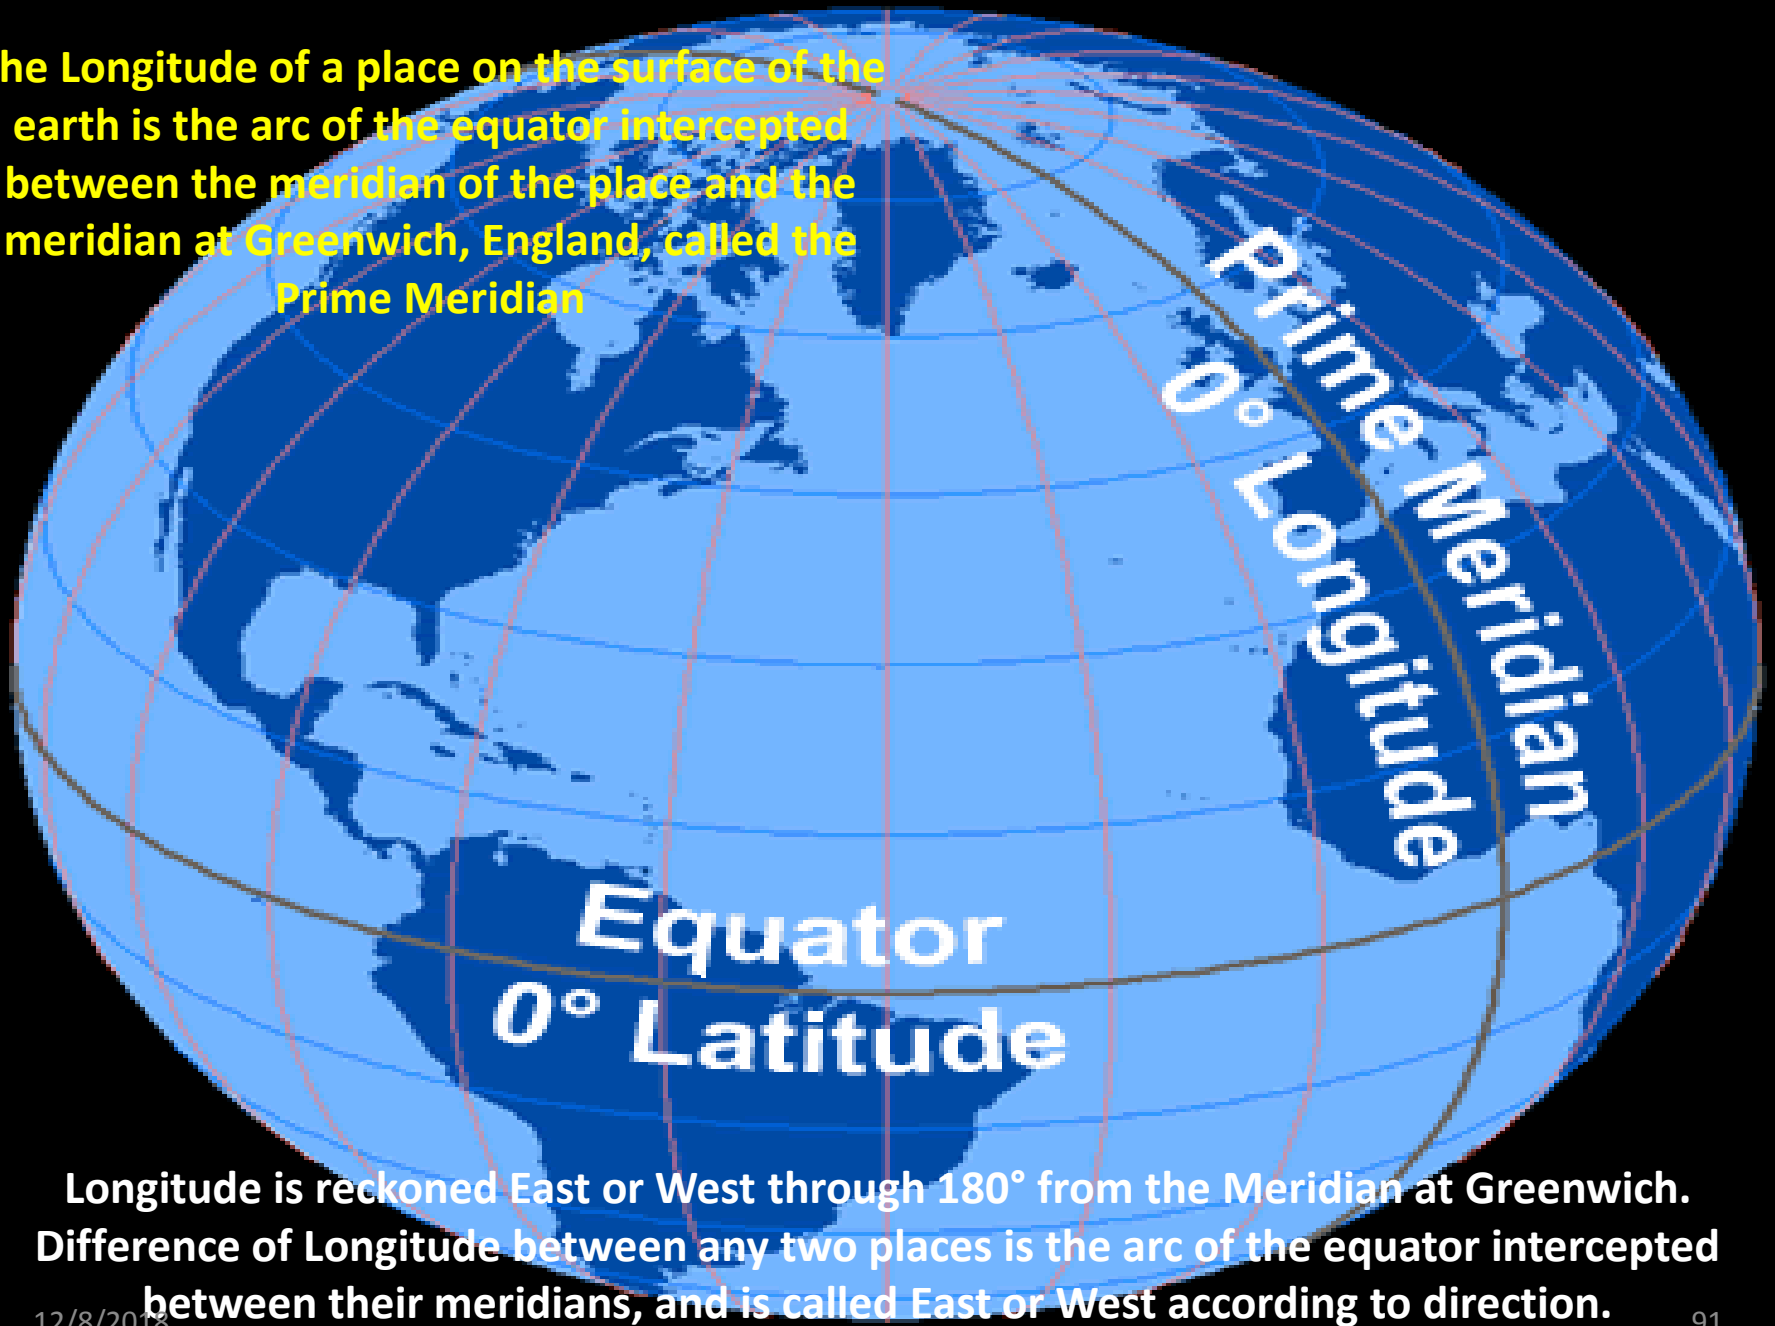 he Longitude of a place on the surface of the
earth is the arc of the equator intercepted
between the meridian of the place and the
meridian at Greenwich, England, called the
Prime Meridian
Prime Meridian
0° Longitude
Equator
0° Latitude
Longitude is reckoned East or West through 180° from the Meridian at Greenwich.
Difference of Longitude between any two places is the arc of the equator intercepted
between their meridians, and is called East or West according to direction.
12/8/2018
91